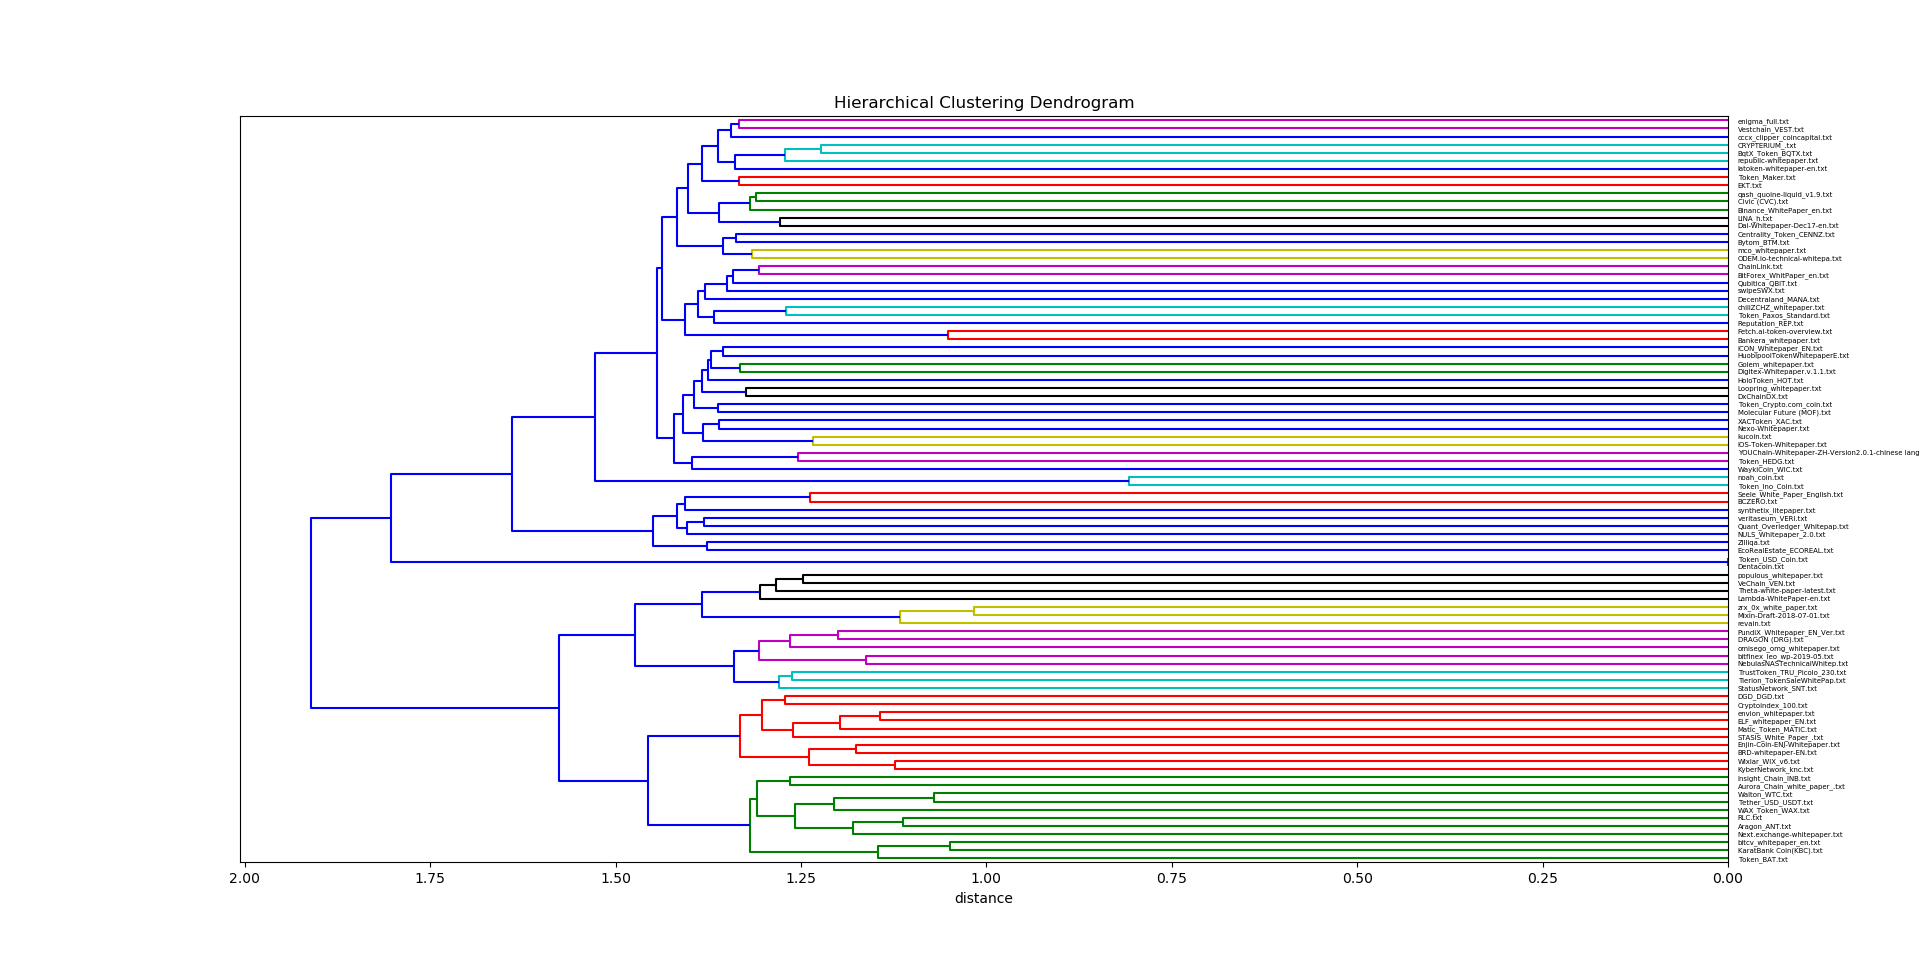 Hierarchical Clustering Dendrogram
enigma_full.txt
Vestchain_VEST.txt
cccx_clipper_coincapital.txt
CRYPTERIUM_.txt
BqtX_Token_BQTX.txt
republic-whitepaper.txt
latoken-whitepaper-en.txt
Token_Maker.txt
EKT.txt
qash_quoine-liquid_v1.9.txt
Civic (CVC).txt
Binance_WhitePaper_en.txt
LINA_h.txt
Dai-Whitepaper-Dec17-en.txt
Centrality_Token_CENNZ.txt
Bytom_BTM.txt
mco_whitepaper.txt
ODEM.io-technical-whitepa.txt
ChainLink.txt
BitForex_WhitPaper_en.txt
Qubitica_QBIT.txt
swipeSWX.txt
Decentraland_MANA.txt
chiliZCHZ_whitepaper.txt
Token_Paxos_Standard.txt
Reputation_REP.txt
Fetch.ai-token-overview.txt
Bankera_whitepaper.txt
ICON_Whitepaper_EN.txt
HuobipoolTokenWhitepaperE.txt
Golem_whitepaper.txt
Digitex-Whitepaper.v.1.1.txt
HoloToken_HOT.txt
Loopring_whitepaper.txt
DxChainDX.txt
Token_Crypto.com_coin.txt
Molecular Future (MOF).txt
XACToken_XAC.txt
Nexo-Whitepaper.txt
kucoin.txt
IOS-Token-Whitepaper.txt
YOUChain-Whitepaper-ZH-Version2.0.1-chinese lang
Token_HEDG.txt
WaykiCoin_WIC.txt
noah_coin.txt
Token_Ino_Coin.txt
Seele_White_Paper_English.txt
BCZERO.txt
synthetix_litepaper.txt
veritaseum_VERI.txt
Quant_Overledger_Whitepap.txt
NULS_Whitepaper_2.0.txt
Zilliqa.txt
EcoRealEstate_ECOREAL.txt
Token_USD_Coin.txt
Dentacoin.txt
populous_whitepaper.txt
VeChain_VEN.txt
Theta-white-paper-latest.txt
Lambda-WhitePaper-en.txt
zrx_0x_white_paper.txt
Mixin-Draft-2018-07-01.txt
revain.txt
PundiX_Whitepaper_EN_Ver.txt
DRAGON (DRG).txt
omisego_omg_whitepaper.txt
bitfinex_leo_wp-2019-05.txt
NebulasNASTechnicalWhitep.txt
TrustToken_TRU_Picolo_230.txt
Tierion_TokenSaleWhitePap.txt
StatusNetwork_SNT.txt
DGD_DGD.txt
Cryptoindex_100.txt
envion_whitepaper.txt
ELF_whitepaper_EN.txt
Matic_Token_MATIC.txt
STASIS_White_Paper_.txt
Enjin-Coin-ENJ-Whitepaper.txt
BRD-whitepaper-EN.txt
Wixlar_WIX_v6.txt
KyberNetwork_knc.txt
Insight_Chain_INB.txt
Aurora_Chain_white_paper_.txt
Walton_WTC.txt
Tether_USD_USDT.txt
WAX_Token_WAX.txt
RLC.txt
Aragon_ANT.txt
Next.exchange-whitepaper.txt
bitcv_whitepaper_en.txt
KaratBank Coin(KBC).txt
Token_BAT.txt
2.00 1.75 1.50 1.25 1.00 0.75 0.50 0.25 0.00
distance